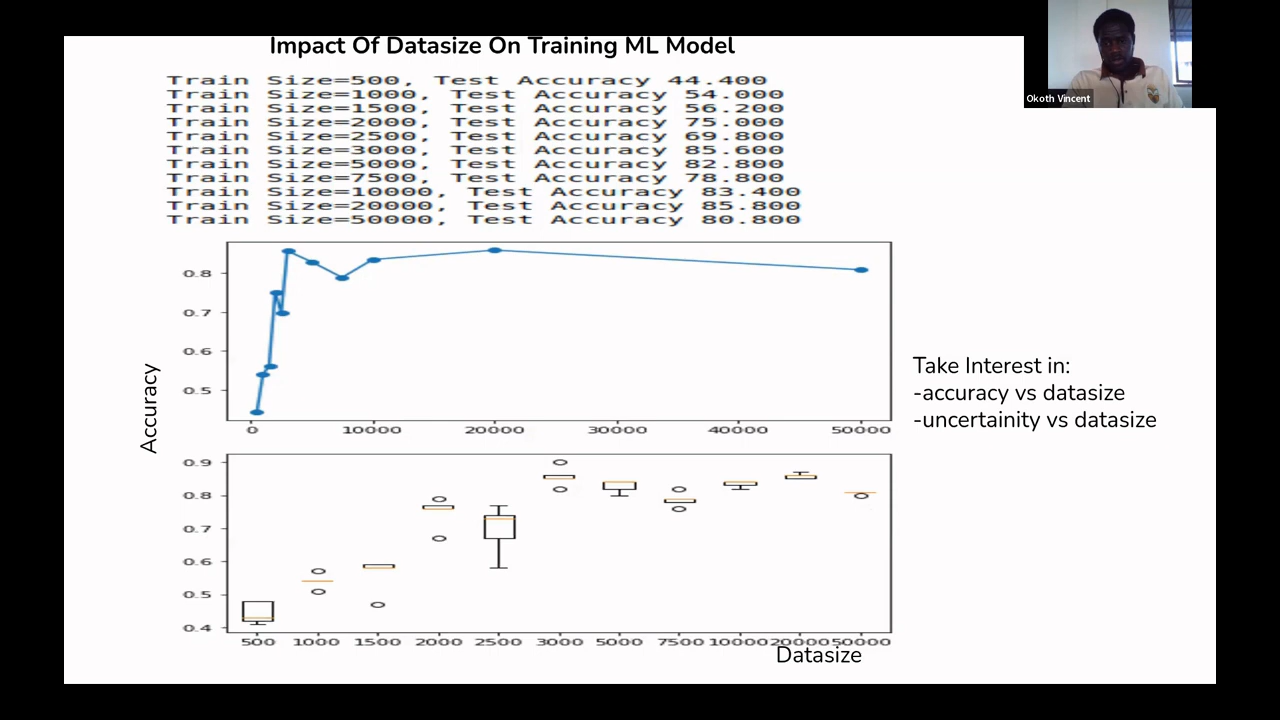 Impact Of Datasize On Training ML Model
Train Size=500, Test Accuracy 44.400
Train Size=1000, Test Accuracy 54.000
Train Size=1500, Test Accuracy 56.200
Train Size=2000, Test Accuracy 75.000
Train Size=2500, Test Accuracy 69.800
Train Size=3000, Test Accuracy 85.600
Train Size=5000, Test Accuracy 82.800
Train Size=7500, Test Accuracy 78.800
Train Size=10000, Test Accuracy 83.400
Train Size=20000, Test Accuracy 85.800
Train Size=50000, Test Accuracy 80.800
Okoth Vincent
0.8
0.7
0.6
0.5
0 10000 20000 30000 40000 50000
Accuracy
Take Interest in:
-accuracy vs datasize
-uncertainity vs datasize
0.9
0.8
0.7
0.6
0.5
0.4
500 1000 1500 2000 2500 3000 5000 7500 10000 20000 50000
Datasize